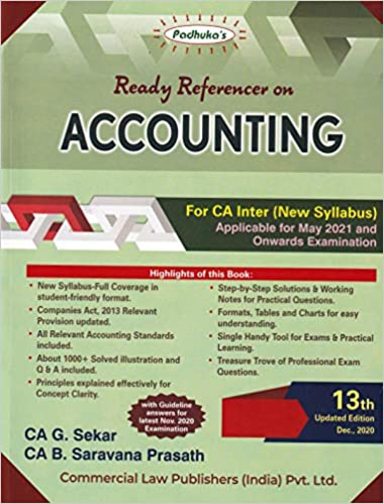 Padhuka's
Ready Referencer on
ACCOUNTING
For CA Inter (New Syllabus)
Applicable for May 2021 and
Onwards Examination
Highlights of this Book:
• New Syllabus-Full Coverage in
student-friendly format.
• Companies Act, 2013 Relevant
Provision updated.
• All Relevant Accounting Standards
included.
• About 1000+ Solved illustration and
Q & A included.
• Principles explained effectively for
Concept Clarity.
• Step-by-Step Solutions & Working
Notes for Practical Questions.
• Formats, Tables and Charts for easy
understanding.
• Single Handy Tool for Exams & Practical
Learning.
• Treasure Trove of Professional Exam
Questions.
with Guideline
answers for
latest Nov. 2020
Examination
13th
Updated Edition
Dec., 2020
CA G. Sekar
CA B. Saravana Prasath
Commercial Law Publishers (India) Pvt. Ltd.